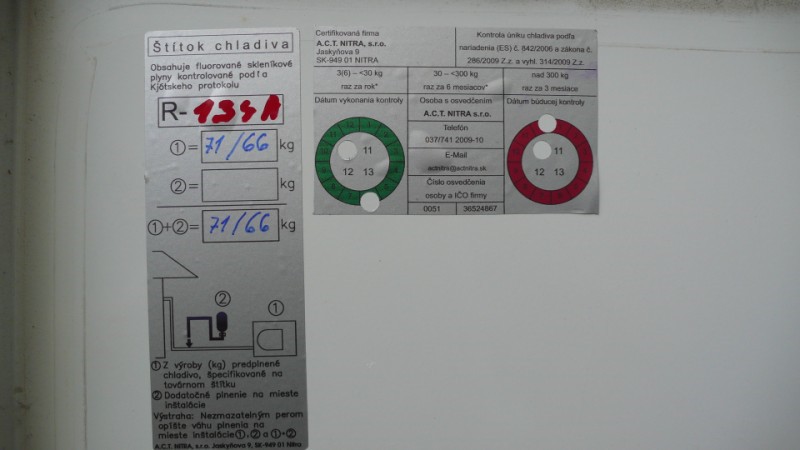 Štítok chladiva
Obsahuje fluorované skleníkové
plyny kontrolované podľa
Kjótskeho protokolu
R-134A
①= 71/66 kg
②= kg
①+②= 71/66 kg
②
①
① Z výroby (kg) predplnené
chladivo, špecifikované na
továrnom štítku
② Dodatočné plnenie na mieste
inštalácie
Výstraha: Nezmazateľným perom
opíšte váhu plnenia na
mieste inštalácie①,② a ①+②
A.C.T. NITRA, s.r.o. Jaskyňova 9, SK-949 01 Nitra
Certifikovaná firma
A.C.T. NITRA, s.r.o.
Jaskyňova 9
SK-949 01 NITRA
Kontrola úniku chladiva podľa
nariadenia (ES) č. 842/2006 a zákona č.
286/2009 Z.z. a vyhl. 314/2009 Z.z.
3(6) – <30 kg
raz za rok*
30 – <300 kg
raz za 6 mesiacov*
nad 300 kg
raz za 3 mesiace
Dátum vykonania kontroly
11
12 13
Osoba s osvedčením
A.C.T. NITRA s.r.o.
Telefón
037/741 2009-10
E-Mail
actnitra@actnitra.sk
Číslo osvedčenia
osoby a IČO firmy
0051 36524867
Dátum budúcej kontroly
11
12 13